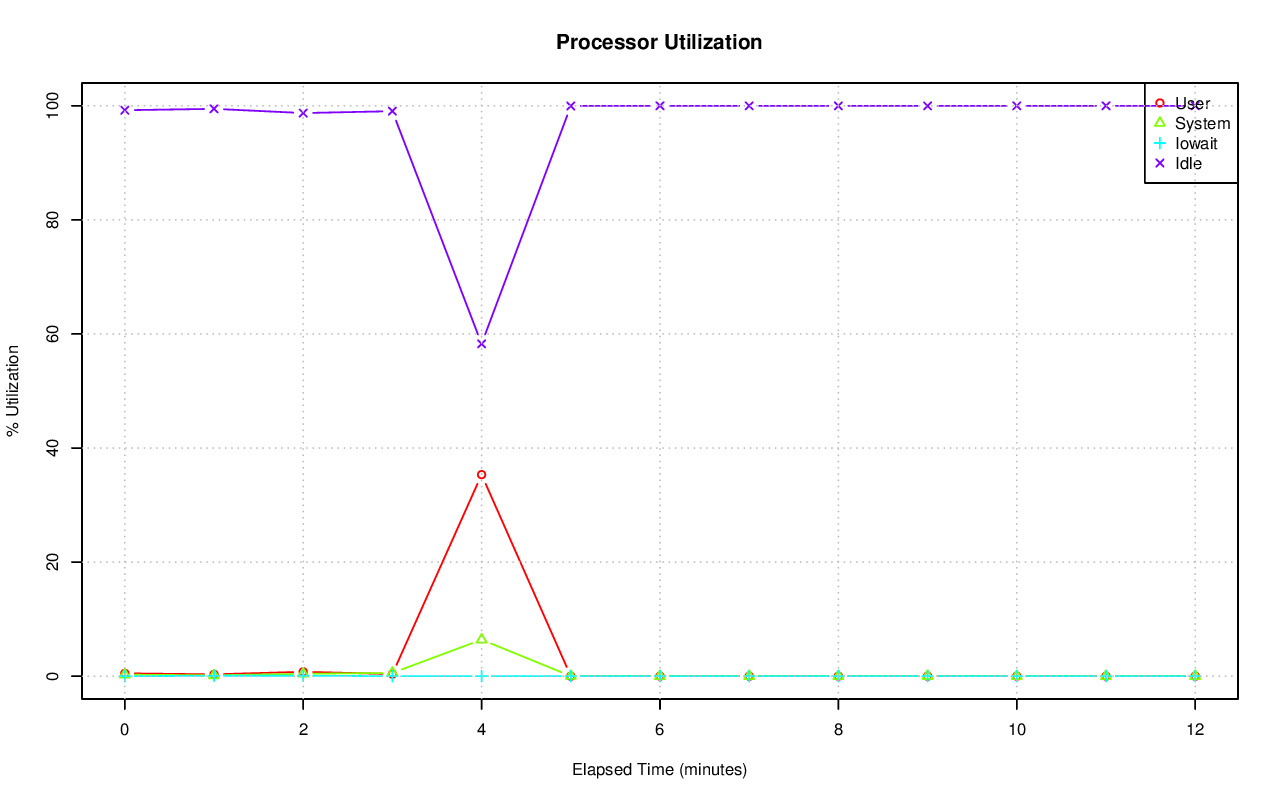 Processor Utilization
100
80
60
40
20
0
% Utilization
User
System
Iowait
Idle
0 2 4 6 8 10 12
Elapsed Time (minutes)